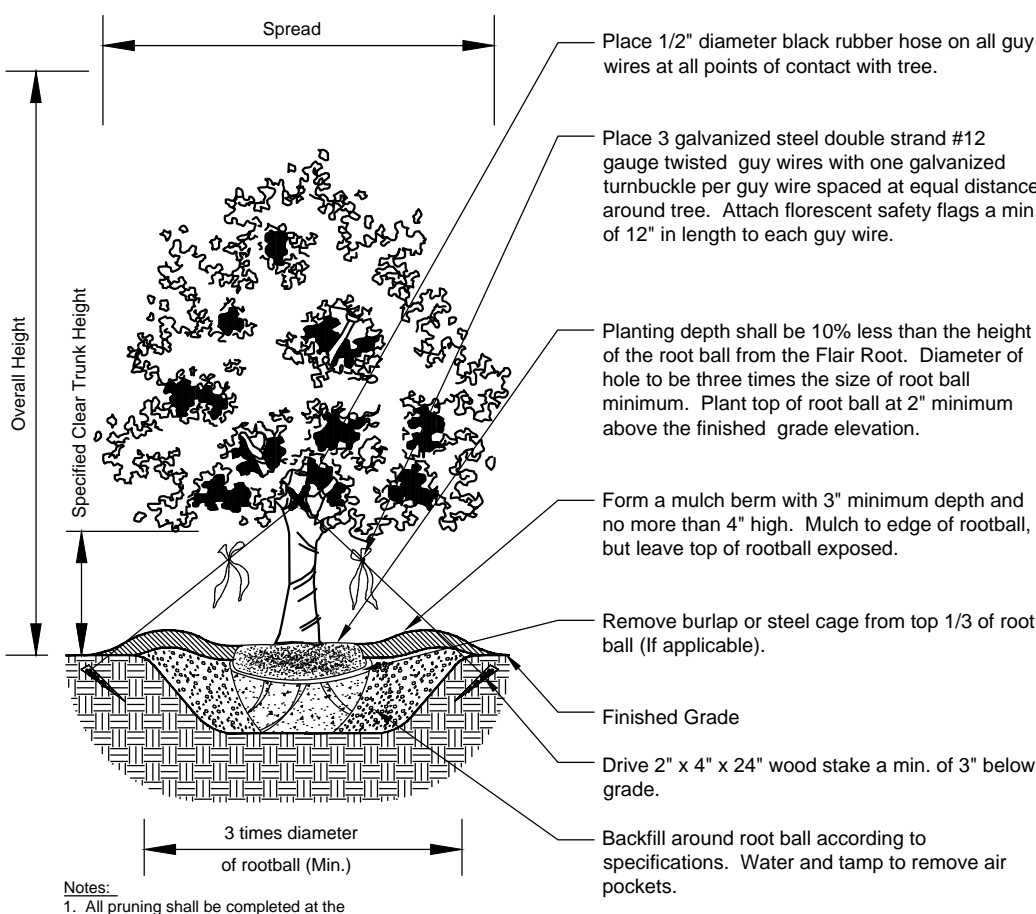 Spread
Overall Height
Specified Clear Trunk Height
Place 1/2" diameter black rubber hose on all guy
wires at all points of contact with tree.
Place 3 galvanized steel double strand #12
gauge twisted guy wires with one galvanized
turnbuckle per guy wire spaced at equal distance
around tree. Attach florescent safety flags a min
of 12" in length to each guy wire.
Planting depth shall be 10% less than the height
of the root ball from the Flair Root. Diameter of
hole to be three times the size of root ball
minimum. Plant top of root ball at 2" minimum
above the finished grade elevation.
Form a mulch berm with 3" minimum depth and
no more than 4" high. Mulch to edge of rootball,
but leave top of rootball exposed.
Remove burlap or steel cage from top 1/3 of root
ball (If applicable).
Finished Grade
Drive 2" x 4" x 24" wood stake a min. of 3" below
grade.
Backfill around root ball according to
specifications. Water and tamp to remove air
pockets.
3 times diameter
of rootball (Min.)
Notes:
1. All pruning shall be completed at the